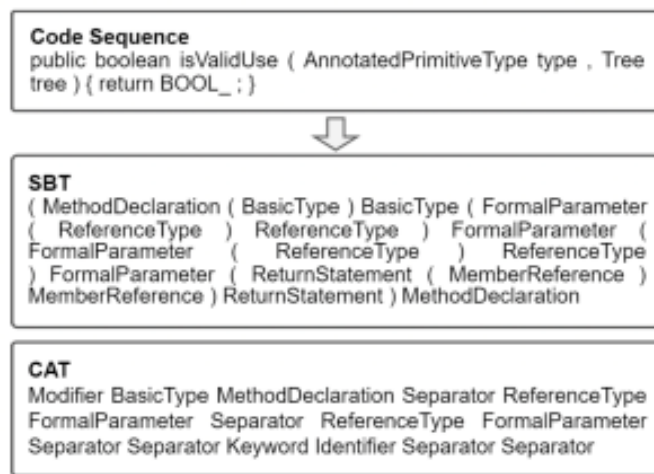 Code Sequence
public boolean isValidUse ( AnnotatedPrimitiveType type , Tree
tree ) { return BOOL_ ; }
SBT
( MethodDeclaration ( BasicType ) BasicType ( FormalParameter
( ReferenceType ) ReferenceType ) FormalParameter (
FormalParameter ( ReferenceType ) ReferenceType
) FormalParameter ( ReturnStatement ( MemberReference )
MemberReference ) ReturnStatement ) MethodDeclaration
CAT
Modifier BasicType MethodDeclaration Separator ReferenceType
FormalParameter Separator ReferenceType FormalParameter
Separator Separator Keyword Identifier Separator Separator